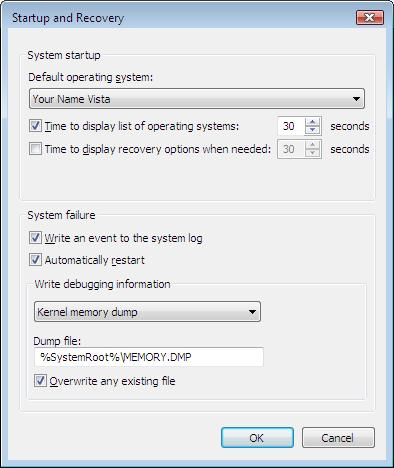 Startup and Recovery
System startup
Default operating system:
Your Name Vista
Time to display list of operating systems: 30 seconds
Time to display recovery options when needed: 30 seconds
System failure
Write an event to the system log
Automatically restart
Write debugging information
Kernel memory dump
Dump file:
%SystemRoot%\MEMORY.DMP
Overwrite any existing file
OK Cancel